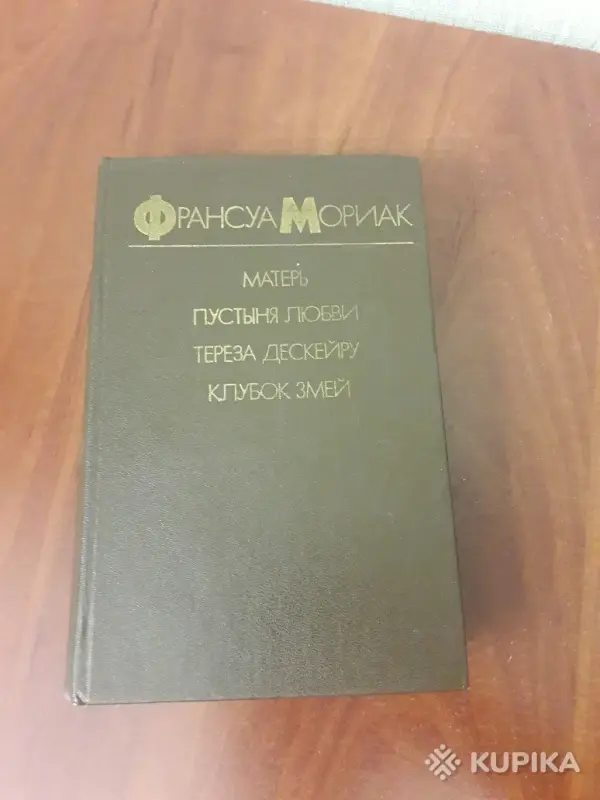 ФРАНСУА МОРИАК
МАТЕРЬ
ПУСТЫНЯ ЛЮБВИ
ТЕРЕЗА ДЕСКЕЙРУ
КЛУБОК ЗМЕЙ
KUPIKA